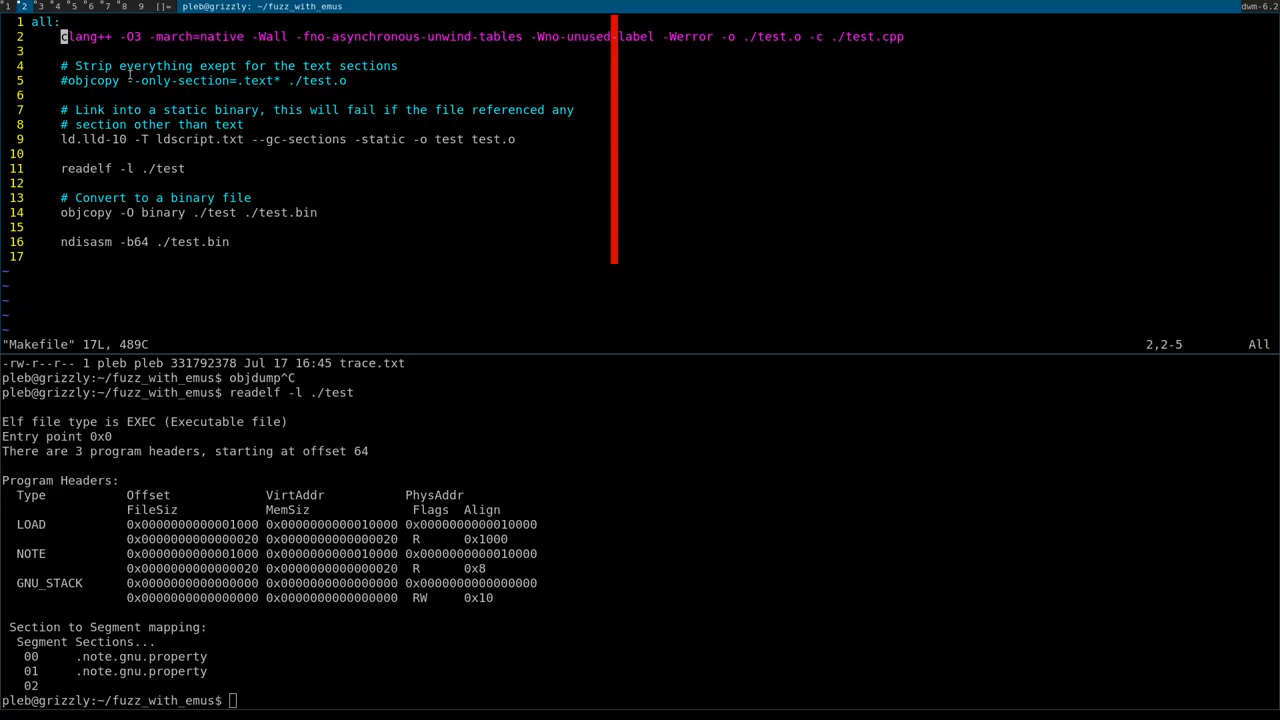 1 2 3 4 5 6 7 8 9 []= pleb@grizzly: ~/fuzz_with_emus dwm-6.2
1 all:
2 clang++ -O3 -march=native -Wall -fno-asynchronous-unwind-tables -Wno-unused-label -Werror -o ./test.o -c ./test.cpp
3
4 # Strip everything exept for the text sections
5 #objcopy --only-section=.text* ./test.o
6
7 # Link into a static binary, this will fail if the file referenced any
8 # section other than text
9 ld.lld-10 -T ldscript.txt --gc-sections -static -o test test.o
10
11 readelf -l ./test
12
13 # Convert to a binary file
14 objcopy -O binary ./test ./test.bin
15
16 ndisasm -b64 ./test.bin
17
~
~
~
~
~
"Makefile" 17L, 489C 2,2-5 All
-rw-r--r-- 1 pleb pleb 331792378 Jul 17 16:45 trace.txt
pleb@grizzly:~/fuzz_with_emus$ objdump^C
pleb@grizzly:~/fuzz_with_emus$ readelf -l ./test
Elf file type is EXEC (Executable file)
Entry point 0x0
There are 3 program headers, starting at offset 64
Program Headers:
Type Offset VirtAddr PhysAddr
FileSiz MemSiz Flags Align
LOAD 0x0000000000001000 0x0000000000010000 0x0000000000010000
0x0000000000000020 0x0000000000000020 R 0x1000
NOTE 0x0000000000001000 0x0000000000010000 0x0000000000010000
0x0000000000000020 0x0000000000000020 R 0x8
GNU_STACK 0x0000000000000000 0x0000000000000000 0x0000000000000000
0x0000000000000000 0x0000000000000000 RW 0x10
Section to Segment mapping:
Segment Sections...
00 .note.gnu.property
01 .note.gnu.property
02
pleb@grizzly:~/fuzz_with_emus$